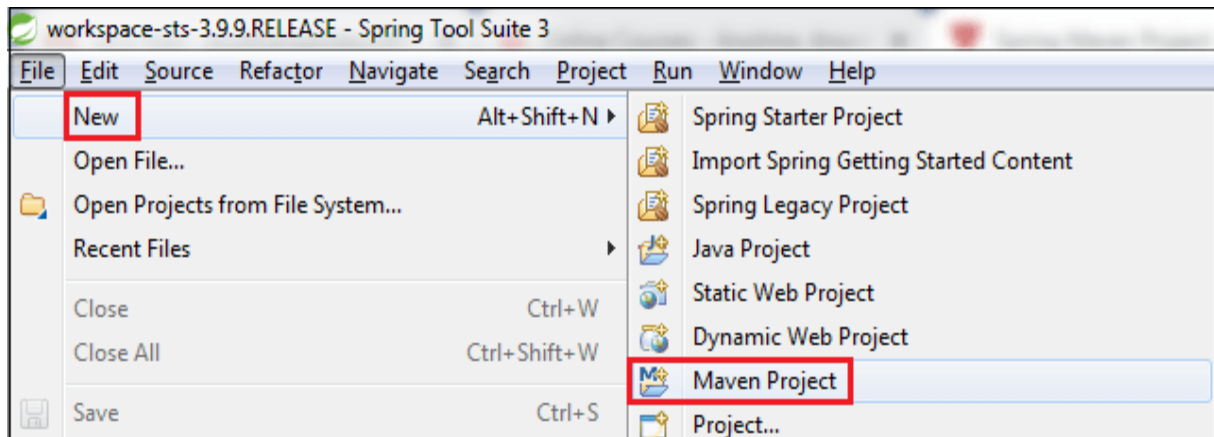 workspace-sts-3.9.9.RELEASE - Spring Tool Suite 3
File Edit Source Refactor Navigate Search Project Run Window Help
New Alt+Shift+N
Open File...
Open Projects from File System...
Recent Files
Close Ctrl+W
Close All Ctrl+Shift+W
Save Ctrl+S
Spring Starter Project
Import Spring Getting Started Content
Spring Legacy Project
Java Project
Static Web Project
Dynamic Web Project
Maven Project
Project...